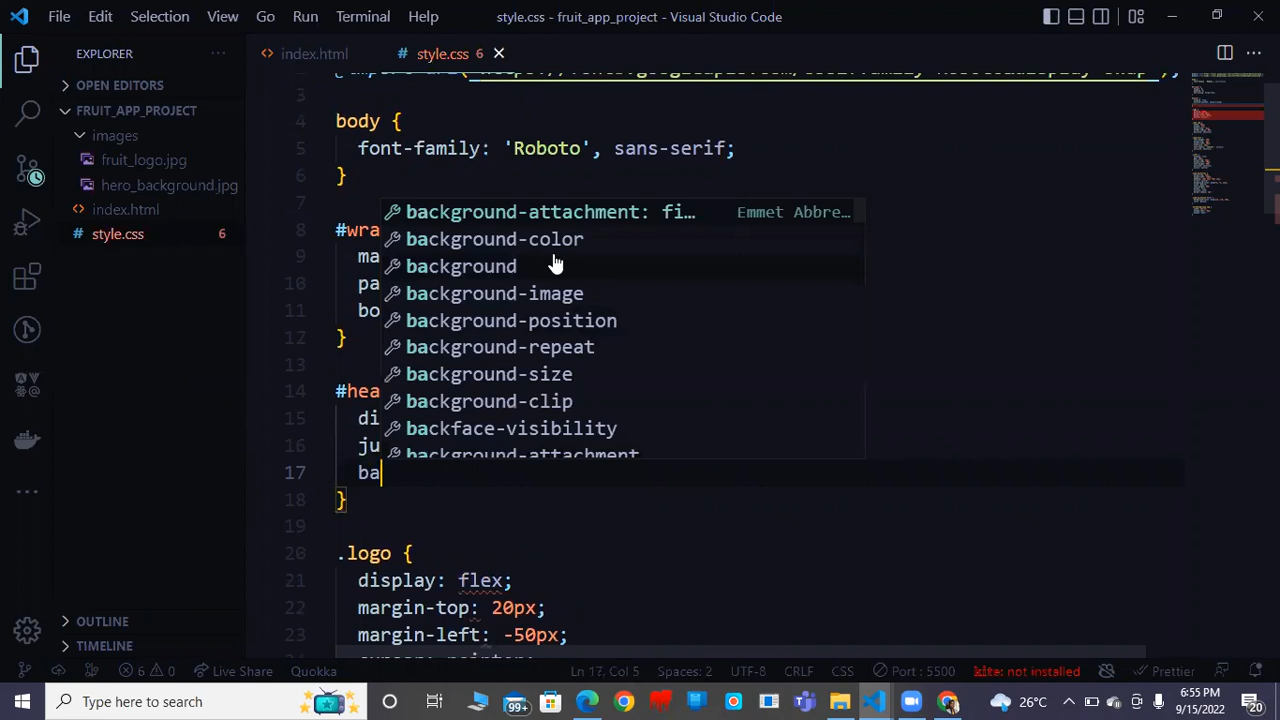 File Edit Selection View Go Run Terminal Help style.css - fruit_app_project - Visual Studio Code
EXPLORER
index.html
style.css 6
OPEN EDITORS
FRUIT_APP_PROJECT
images
fruit_logo.jpg
hero_background.jpg
index.html
style.css 6
OUTLINE
TIMELINE
3
4 body {
5 font-family: 'Roboto', sans-serif;
6 }
7
8 #wra
9 ma
10 pa
11 bo
12 }
13
14 #hea
15 di
16 ju
17 ba
18 }
19
20 .logo {
21 display: flex;
22 margin-top: 20px;
23 margin-left: -50px;
background-attachment: fi... Emmet Abbre...
background-color
background
background-image
background-position
background-repeat
background-size
background-clip
backface-visibility
background-attachment
6 0 Live Share Quokka Ln 17, Col 5 Spaces: 2 UTF-8 CRLF CSS Port : 5500 kite: not installed Prettier
Type here to search
99+
26°C
6:55 PM
9/15/2022
20